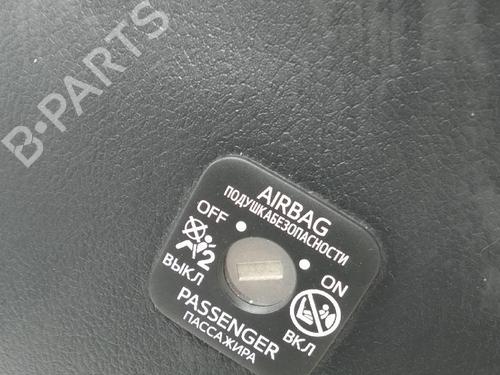 B-PARTS
AIRBAG
ПОДУШКАБЕЗОПАСНОСТИ
OFF
2
ВЫКЛ
ON
ВКЛ
PASSENGER
ПАССАЖИРА